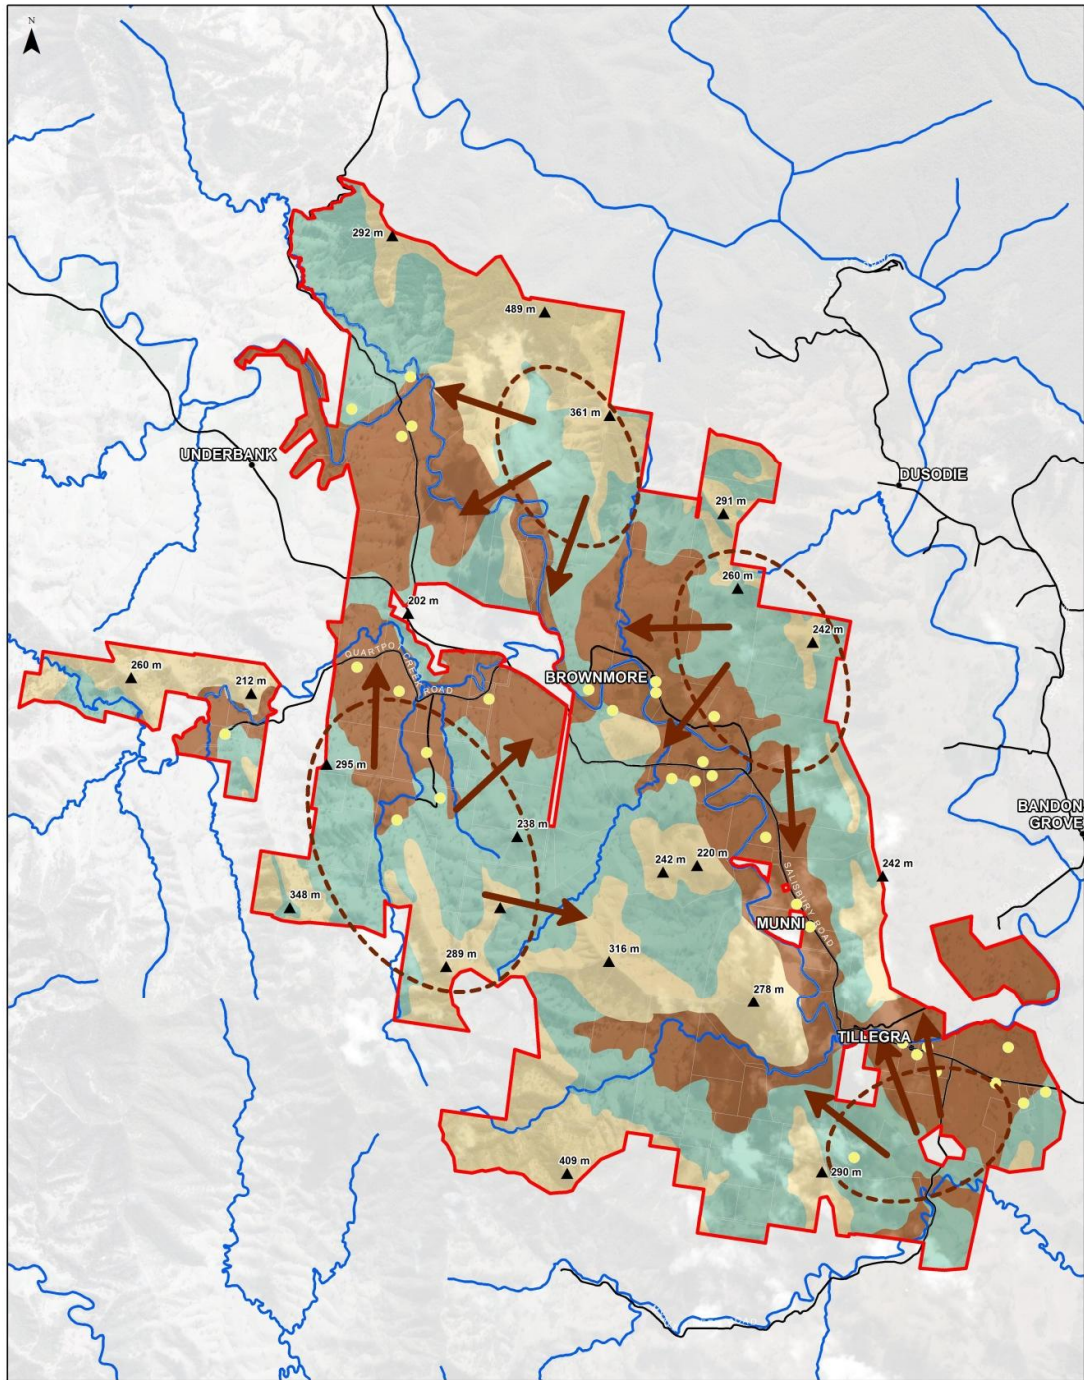 N
292 m
489 m
361 m
UNDERBANK
DUSODIE
291 m
260 m
202 m
242 m
QUARTPOT CREEK ROAD
260 m
212 m
BROWNMORE
295 m
BANDON
GROVE
238 m
242 m
220 m
242 m
348 m
SALISBURY ROAD
MUNNI
289 m
316 m
278 m
TILLEGRA
409 m
290 m